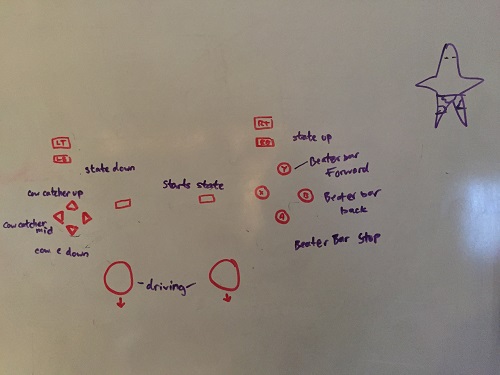 RT
LT
RB
state up
LB
state down
Y
Beater bar
Forward
Starts state
cow catcher up
X
B
Beater bar
back
cow catcher
mid
A
Beater Bar Stop
cow c down
driving